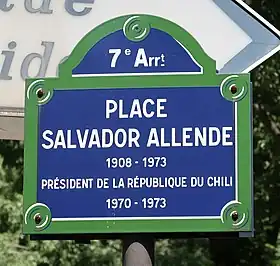 7e Arrt
PLACE
SALVADOR ALLENDE
1908 - 1973
PRÉSIDENT DE LA RÉPUBLIQUE DU CHILI
1970 - 1973